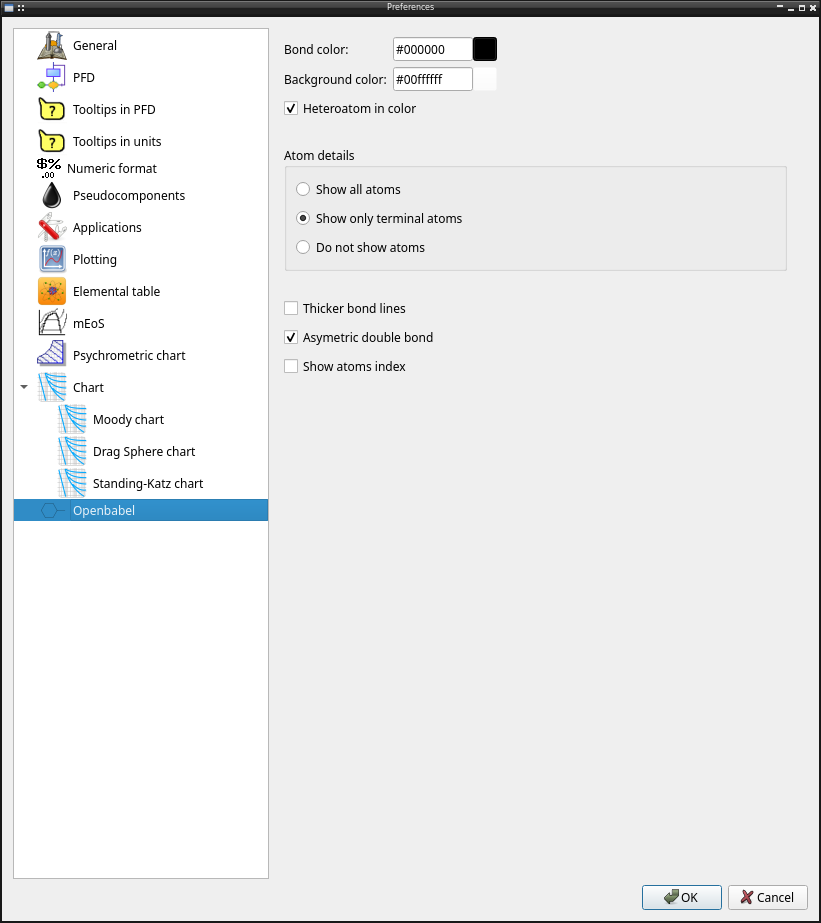 Preferences
General
PFD
Tooltips in PFD
Tooltips in units
$%
.00
Numeric format
Pseudocomponents
Applications
f(x)
Plotting
Elemental table
mEoS
Psychrometric chart
Chart
Moody chart
Drag Sphere chart
Standing-Katz chart
Openbabel
Bond color: #000000
Background color: #00ffffff
Heteroatom in color
Atom details
Show all atoms
Show only terminal atoms
Do not show atoms
Thicker bond lines
Asymetric double bond
Show atoms index
OK
Cancel